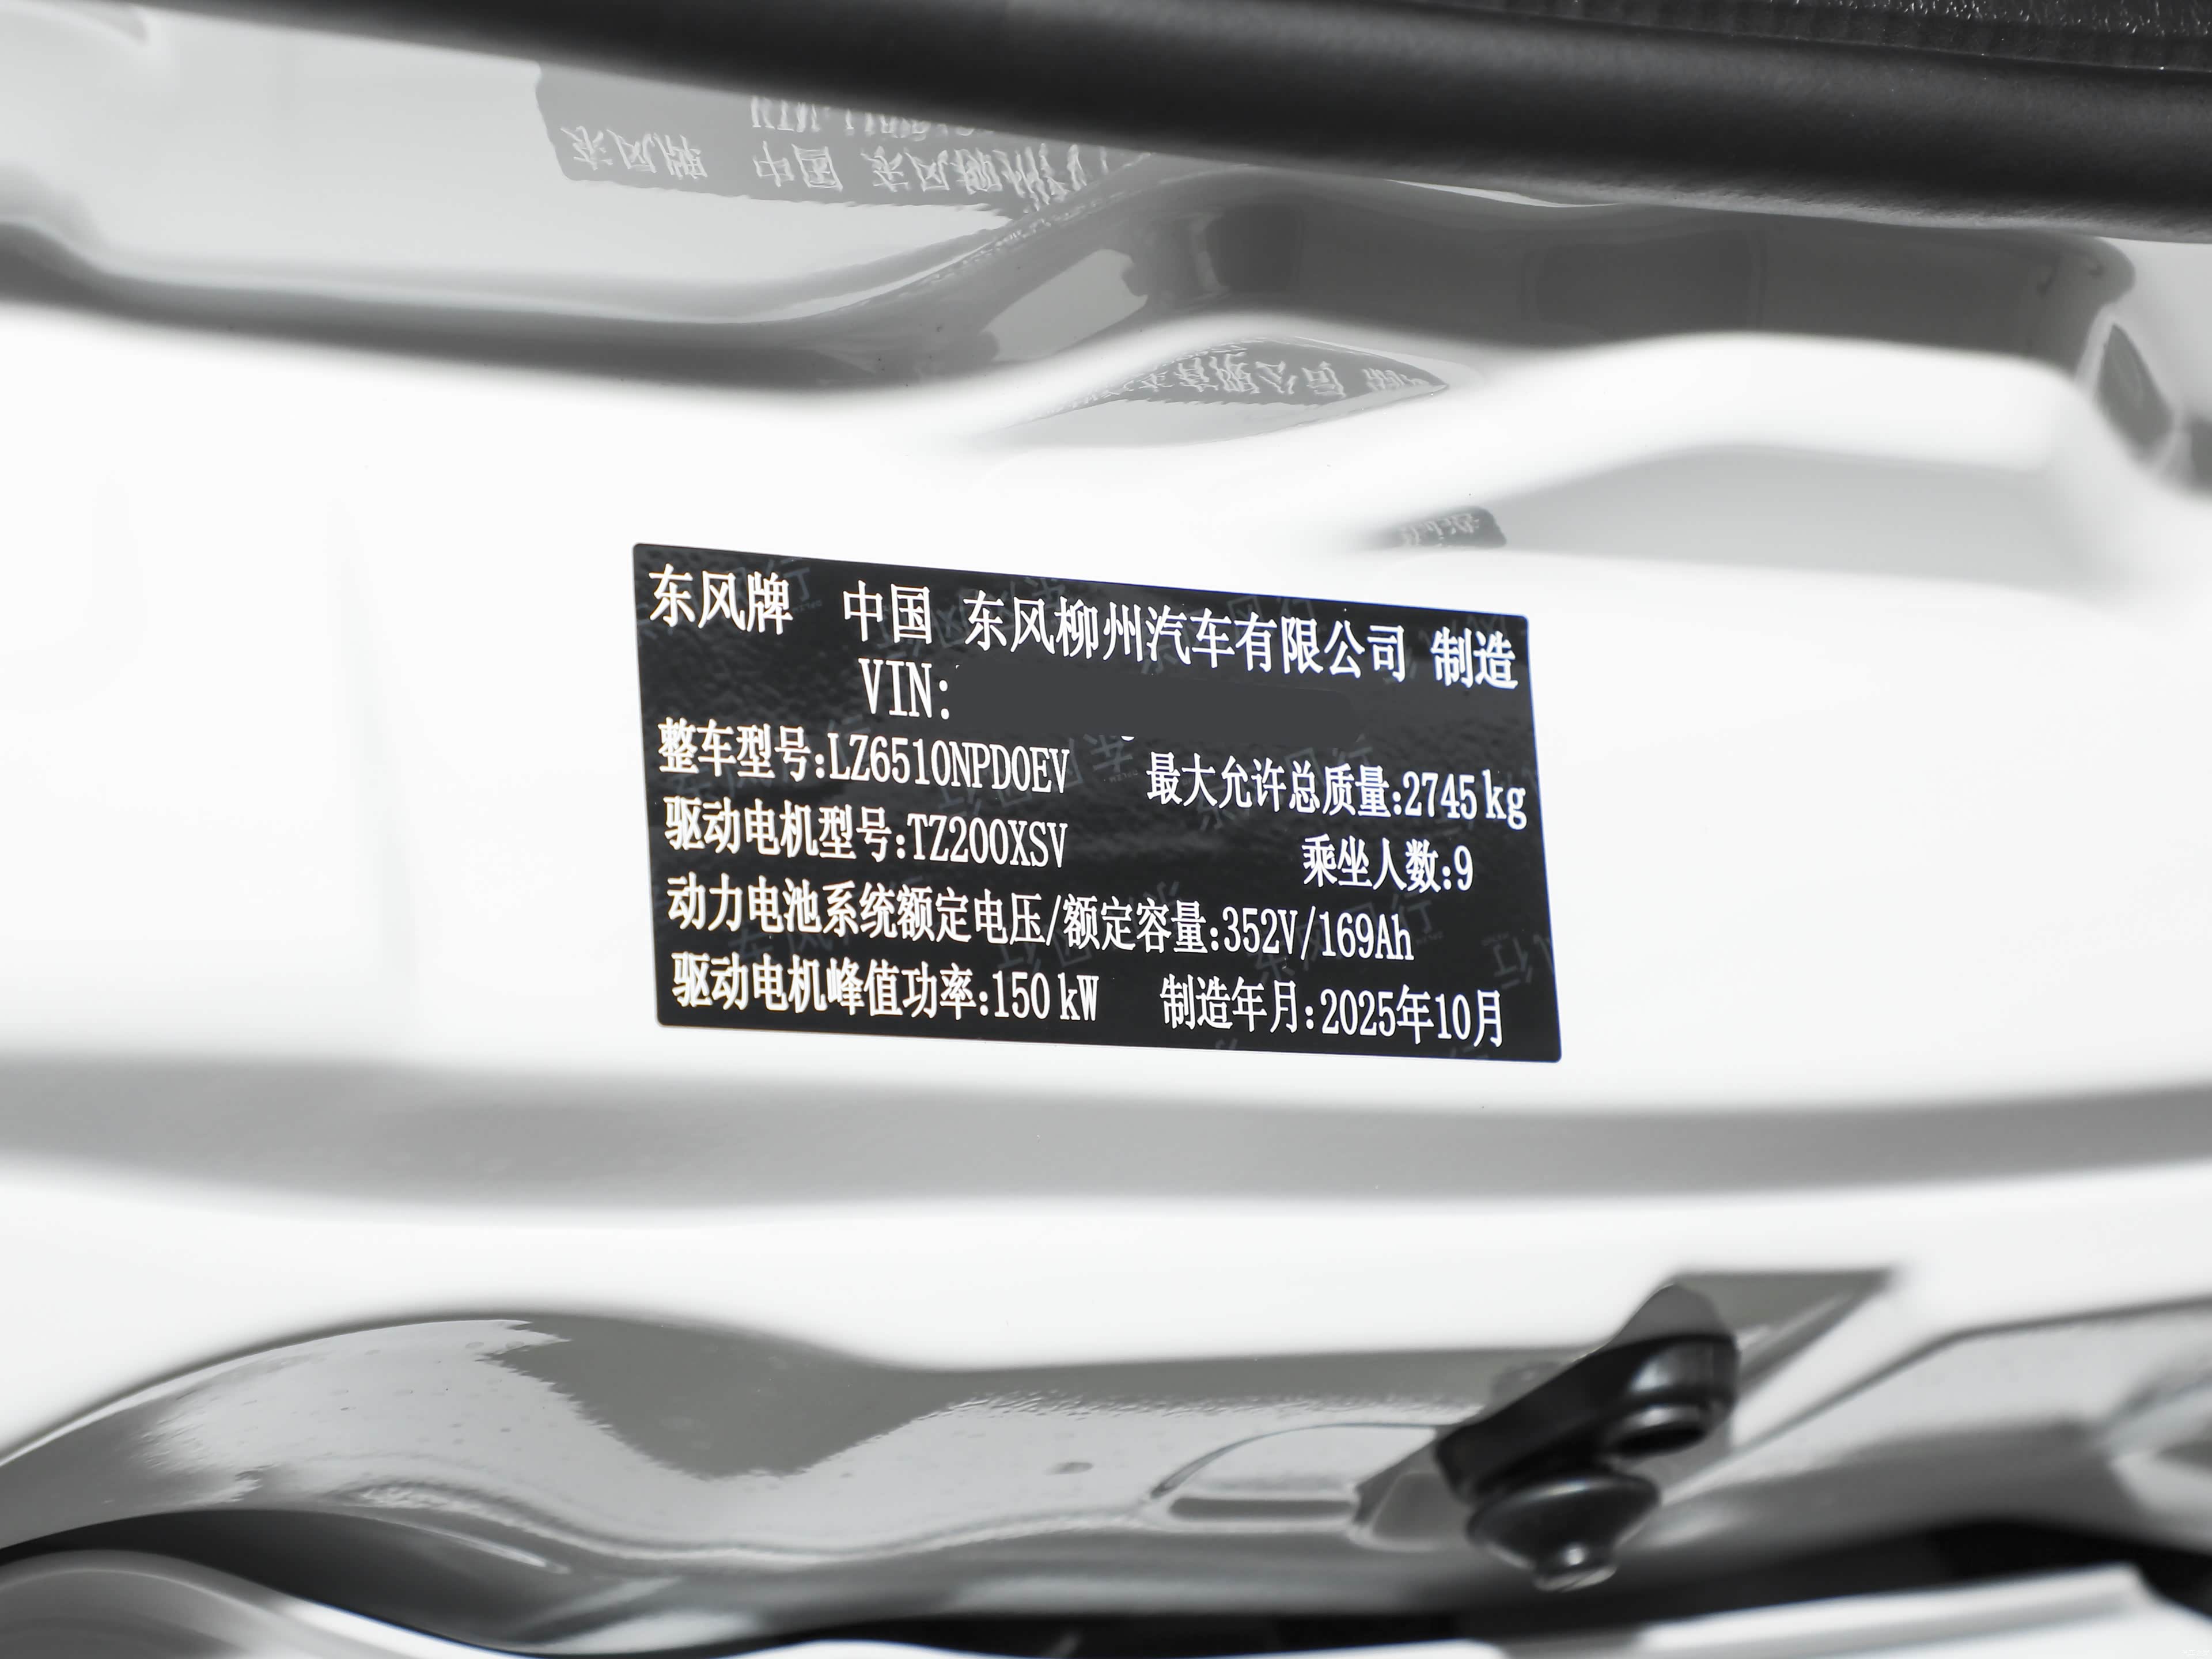 东风牌 中国 东风柳州汽车有限公司 制造
VIN:
整车型号:LZ6510NPD0EV 最大允许总质量:2745kg
驱动电机型号:TZ200XSV 乘坐人数:9
动力电池系统额定电压/额定容量:352V/169Ah
驱动电机峰值功率:150kW 制造年月:2025年10月